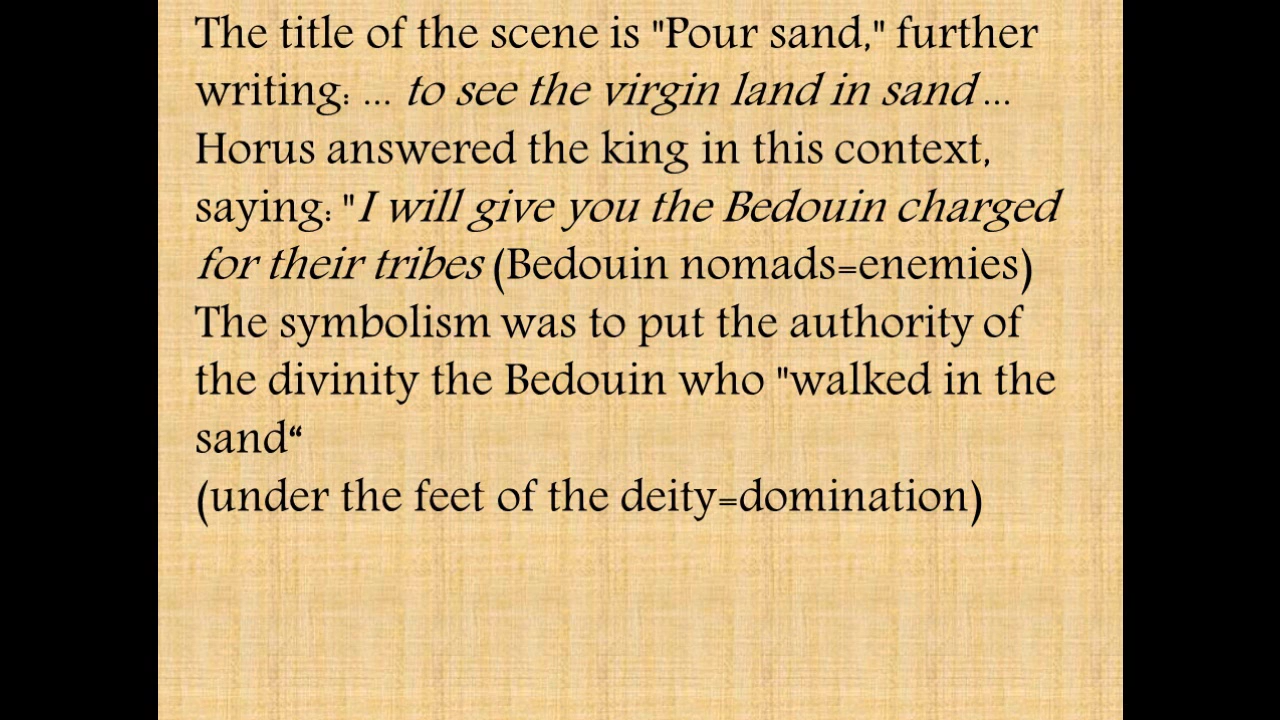 The title of the scene is "Pour sand," further
writing: ... to see the virgin land in sand ...
Horus answered the king in this context,
saying: "I will give you the Bedouin charged
for their tribes (Bedouin nomads=enemies)
The symbolism was to put the authority of
the divinity the Bedouin who "walked in the
sand“
(under the feet of the deity=domination)